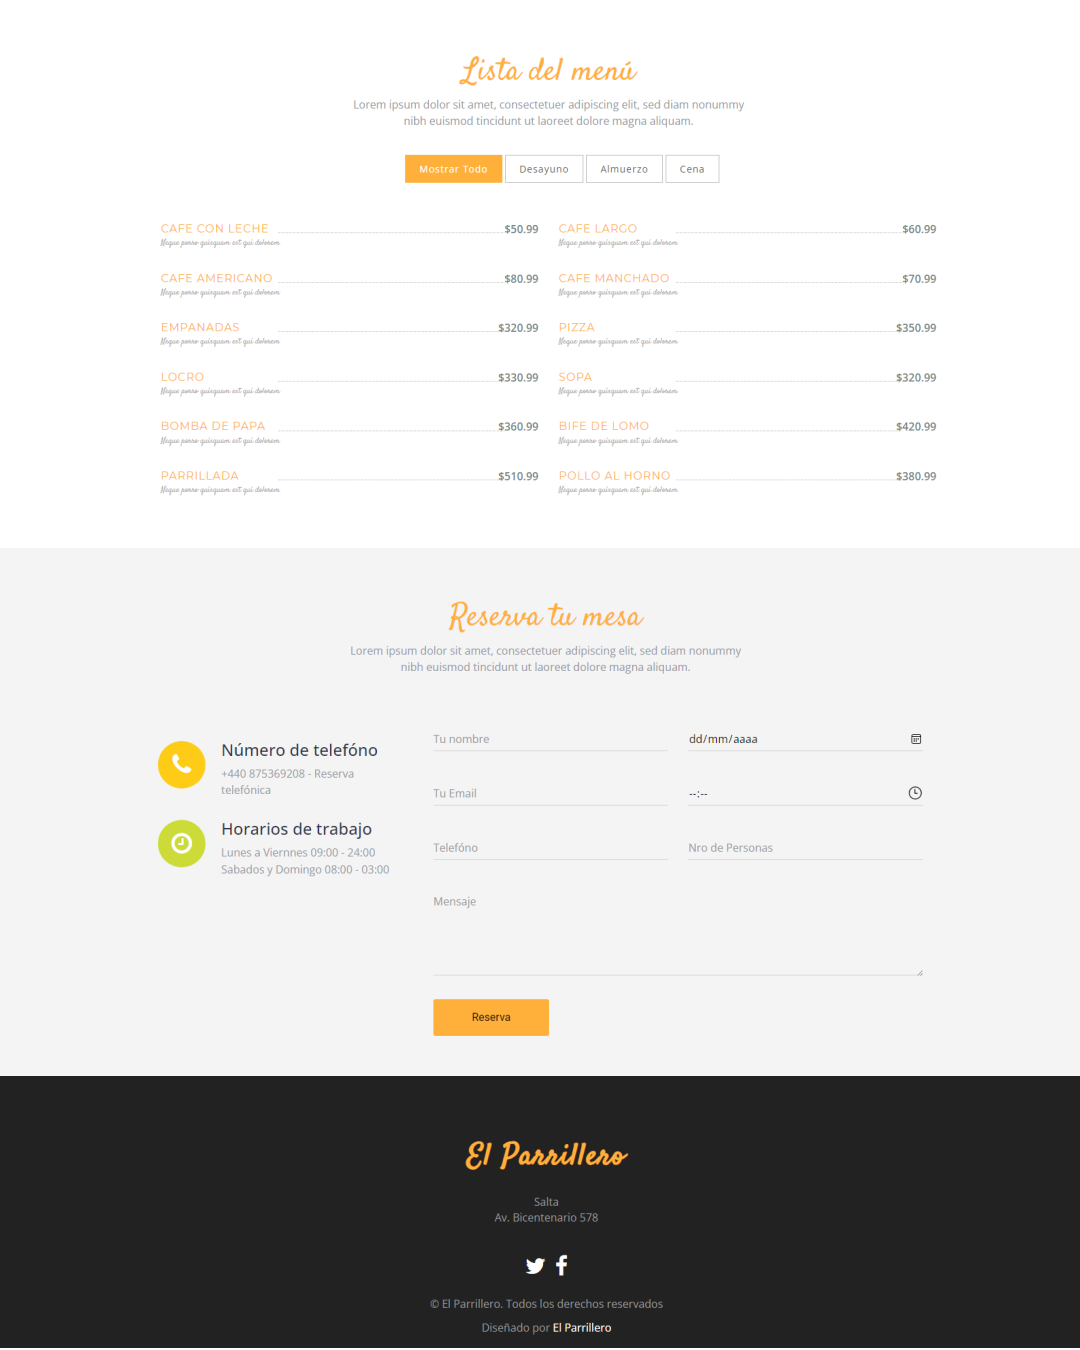 Lista del menú
Lorem ipsum dolor sit amet, consectetuer adipiscing elit, sed diam nonummy
nibh euismod tincidunt ut laoreet dolore magna aliquam.
Mostrar Todo Desayuno Almuerzo Cena
CAFE CON LECHE $50.99
Neque porro quisquam est qui dolorem
CAFE AMERICANO $80.99
Neque porro quisquam est qui dolorem
EMPANADAS $320.99
Neque porro quisquam est qui dolorem
LOCRO $330.99
Neque porro quisquam est qui dolorem
BOMBA DE PAPA $360.99
Neque porro quisquam est qui dolorem
PARRILLADA $510.99
Neque porro quisquam est qui dolorem
CAFE LARGO $60.99
Neque porro quisquam est qui dolorem
CAFE MANCHADO $70.99
Neque porro quisquam est qui dolorem
PIZZA $350.99
Neque porro quisquam est qui dolorem
SOPA $320.99
Neque porro quisquam est qui dolorem
BIFE DE LOMO $420.99
Neque porro quisquam est qui dolorem
POLLO AL HORNO $380.99
Neque porro quisquam est qui dolorem
Reserva tu mesa
Lorem ipsum dolor sit amet, consectetuer adipiscing elit, sed diam nonummy
nibh euismod tincidunt ut laoreet dolore magna aliquam.
Número de telefóno
+440 875369208 - Reserva
telefónica
Horarios de trabajo
Lunes a Viernnes 09:00 - 24:00
Sabados y Domingo 08:00 - 03:00
Tu nombre
dd/mm/aaaa
Tu Email
--:--
Telefóno
Nro de Personas
Mensaje
Reserva
El Parrillero
Salta
Av. Bicentenario 578
© El Parrillero. Todos los derechos reservados
Diseñado por El Parrillero